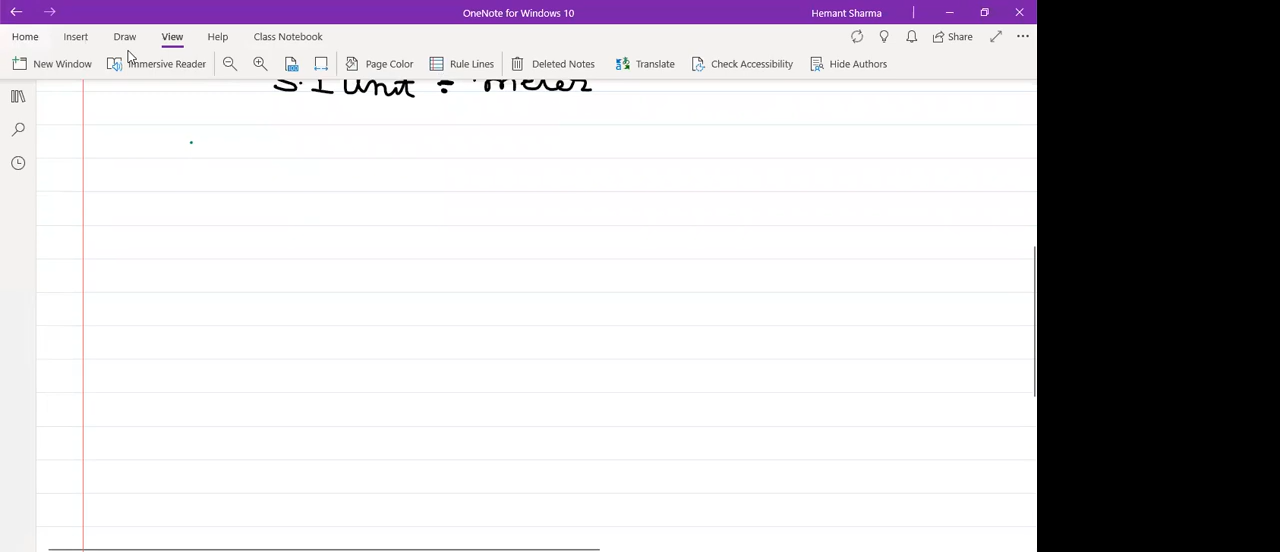 OneNote for Windows 10
Hemant Sharma
Home Insert Draw View Help Class Notebook
Share
New Window Immersive Reader Page Color Rule Lines Deleted Notes Translate Check Accessibility Hide Authors
S.I unit ÷ Meter